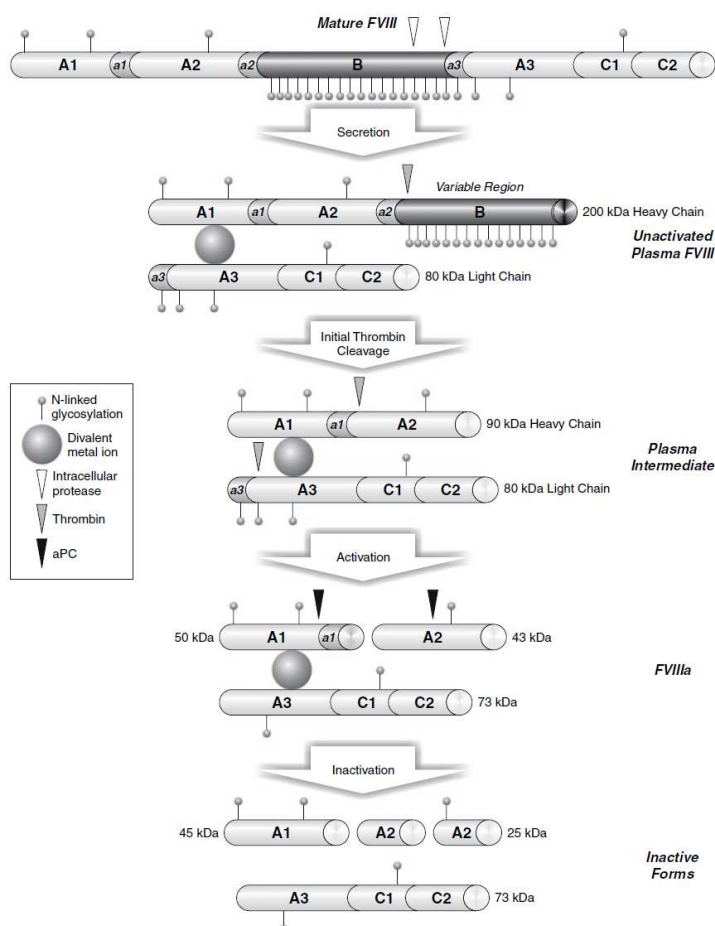 Mature FVIII
A1 a1 A2 a2 B a3 A3 C1 C2
Secretion
Variable Region
A1 a1 A2 a2 B 200 kDa Heavy Chain
Unactivated
Plasma FVIII
a3 A3 C1 C2 80 kDa Light Chain
Initial Thrombin
Cleavage
N-linked
glycosylation
Divalent
metal ion
Intracellular
protease
Thrombin
aPC
A1 a1 A2 90 kDa Heavy Chain
Plasma
Intermediate
a3 A3 C1 C2 80 kDa Light Chain
Activation
50 kDa A1 a1 A2 43 kDa
FVIIIa
A3 C1 C2 73 kDa
Inactivation
45 kDa A1 A2 A2 25 kDa
Inactive
Forms
A3 C1 C2 73 kDa